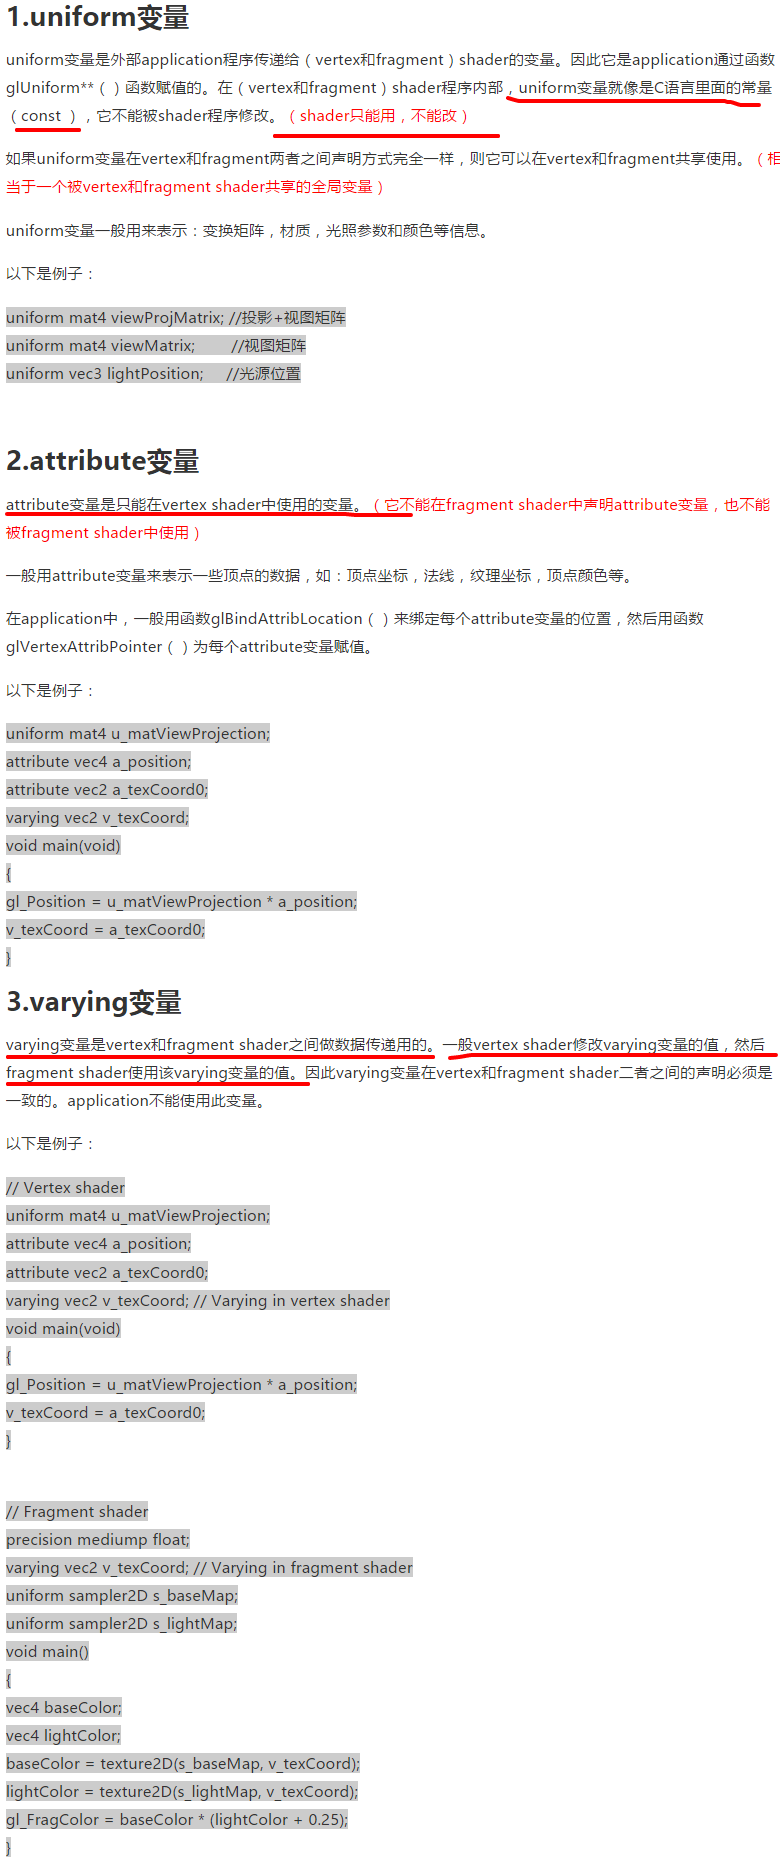 1.uniform变量
uniform变量是外部application程序传递给（vertex和fragment）shader的变量。因此它是application通过函数
glUniform**（）函数赋值的。在（vertex和fragment）shader程序内部，uniform变量就像是C语言里面的常量
（const ），它不能被shader程序修改。（shader只能用，不能改）
如果uniform变量在vertex和fragment两者之间声明方式完全一样，则它可以在vertex和fragment共享使用。（相
当于一个被vertex和fragment shader共享的全局变量）
uniform变量一般用来表示：变换矩阵，材质，光照参数和颜色等信息。
以下是例子：
uniform mat4 viewProjMatrix; //投影+视图矩阵
uniform mat4 viewMatrix;        //视图矩阵
uniform vec3 lightPosition;     //光源位置
2.attribute变量
attribute变量是只能在vertex shader中使用的变量。（它不能在fragment shader中声明attribute变量，也不能
被fragment shader中使用）
一般用attribute变量来表示一些顶点的数据，如：顶点坐标，法线，纹理坐标，顶点颜色等。
在application中，一般用函数glBindAttribLocation（）来绑定每个attribute变量的位置，然后用函数
glVertexAttribPointer（）为每个attribute变量赋值。
以下是例子：
uniform mat4 u_matViewProjection;
attribute vec4 a_position;
attribute vec2 a_texCoord0;
varying vec2 v_texCoord;
void main(void)
{
gl_Position = u_matViewProjection * a_position;
v_texCoord = a_texCoord0;
}
3.varying变量
varying变量是vertex和fragment shader之间做数据传递用的。一般vertex shader修改varying变量的值，然后
fragment shader使用该varying变量的值。因此varying变量在vertex和fragment shader二者之间的声明必须是
一致的。application不能使用此变量。
以下是例子：
// Vertex shader
uniform mat4 u_matViewProjection;
attribute vec4 a_position;
attribute vec2 a_texCoord0;
varying vec2 v_texCoord; // Varying in vertex shader
void main(void)
{
gl_Position = u_matViewProjection * a_position;
v_texCoord = a_texCoord0;
}
// Fragment shader
precision mediump float;
varying vec2 v_texCoord; // Varying in fragment shader
uniform sampler2D s_baseMap;
uniform sampler2D s_lightMap;
void main()
{
vec4 baseColor;
vec4 lightColor;
baseColor = texture2D(s_baseMap, v_texCoord);
lightColor = texture2D(s_lightMap, v_texCoord);
gl_FragColor = baseColor * (lightColor + 0.25);
}